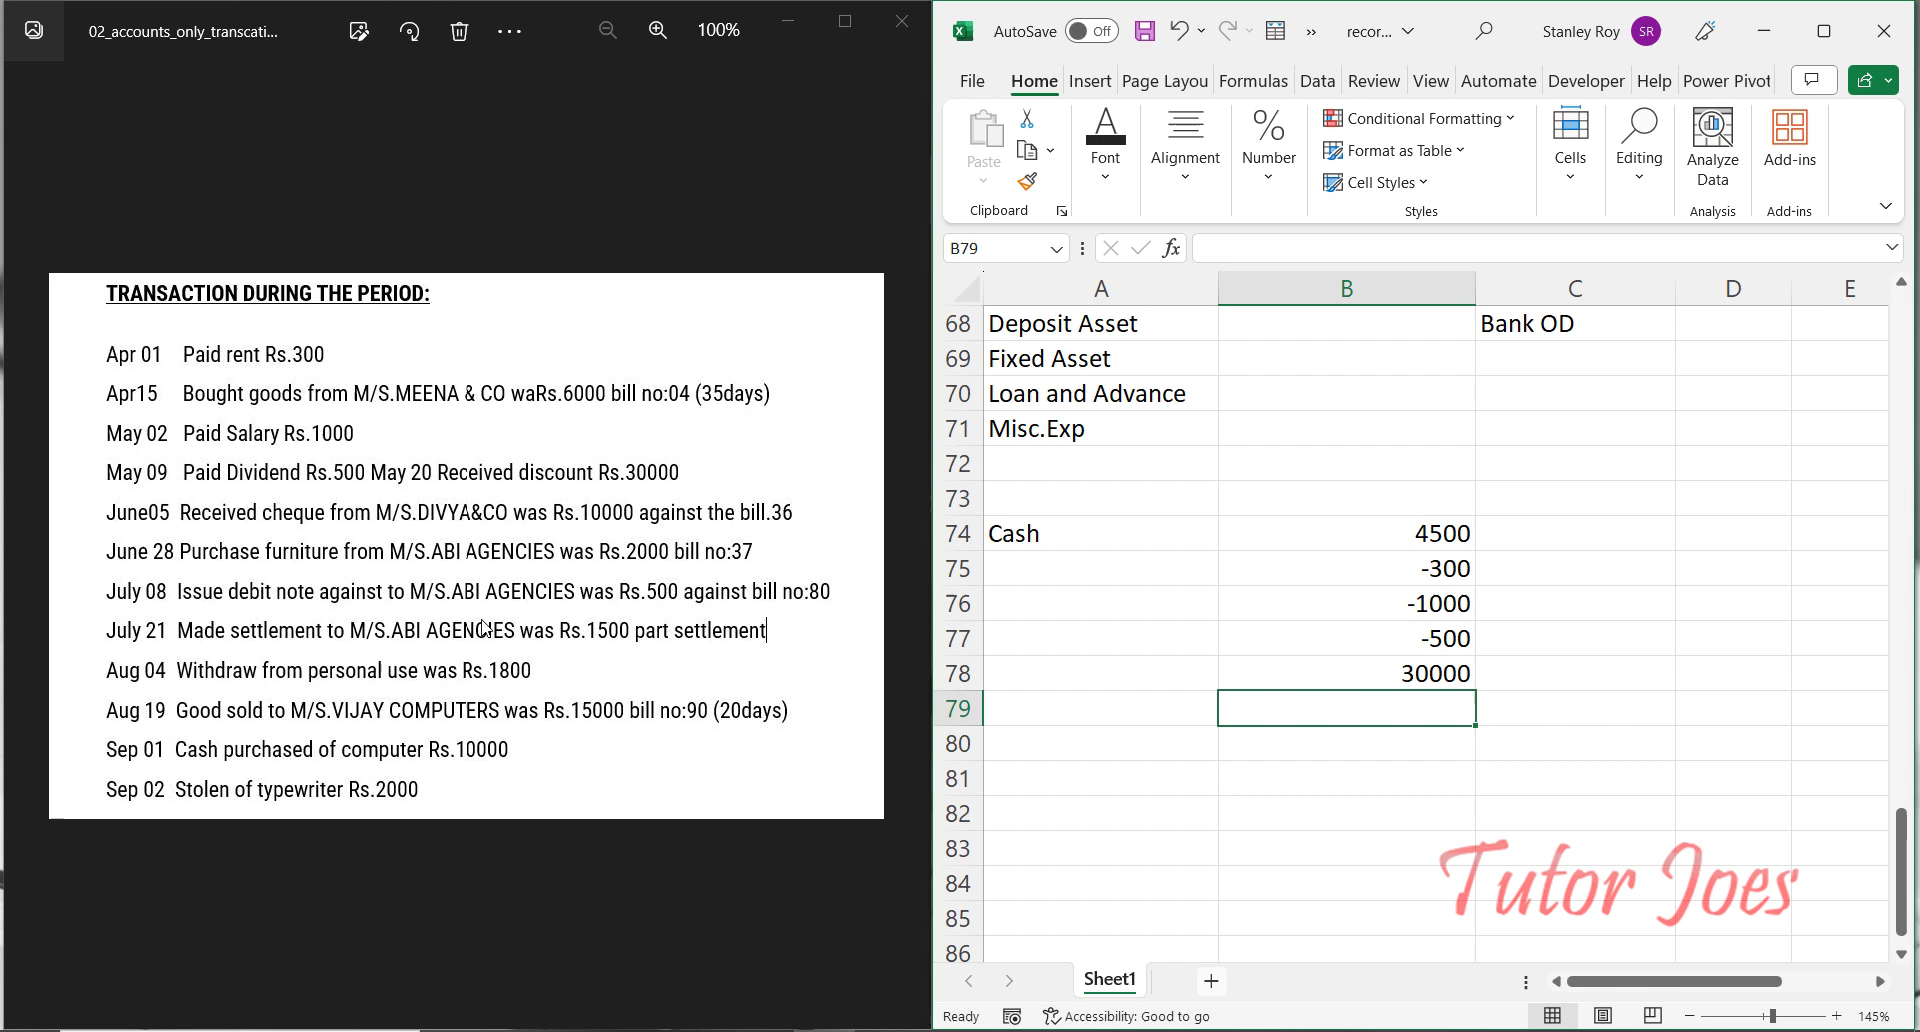 02_accounts_only_transcati...
100%
TRANSACTION DURING THE PERIOD:
Apr 01 Paid rent Rs.300
Apr15 Bought goods from M/S.MEENA & CO waRs.6000 bill no:04 (35days)
May 02 Paid Salary Rs.1000
May 09 Paid Dividend Rs.500 May 20 Received discount Rs.30000
June05 Received cheque from M/S.DIVYA&CO was Rs.10000 against the bill.36
June 28 Purchase furniture from M/S.ABI AGENCIES was Rs.2000 bill no:37
July 08 Issue debit note against to M/S.ABI AGENCIES was Rs.500 against bill no:80
July 21 Made settlement to M/S.ABI AGENCIES was Rs.1500 part settlement
Aug 04 Withdraw from personal use was Rs.1800
Aug 19 Good sold to M/S.VIJAY COMPUTERS was Rs.15000 bill no:90 (20days)
Sep 01 Cash purchased of computer Rs.10000
Sep 02 Stolen of typewriter Rs.2000
AutoSave Off recor... Stanley Roy SR
File Home Insert Page Layou Formulas Data Review View Automate Developer Help Power Pivot
Paste Font Alignment Number Conditional Formatting Format as Table Cell Styles Cells Editing Analyze Data Add-ins
Clipboard Styles Analysis Add-ins
B79 fx
A B C D E
68 Deposit Asset Bank OD
69 Fixed Asset
70 Loan and Advance
71 Misc.Exp
72
73
74 Cash 4500
75 -300
76 -1000
77 -500
78 30000
79
80
81
82
83
84
85
86
Tutor Joes
Sheet1
Ready Accessibility: Good to go 145%